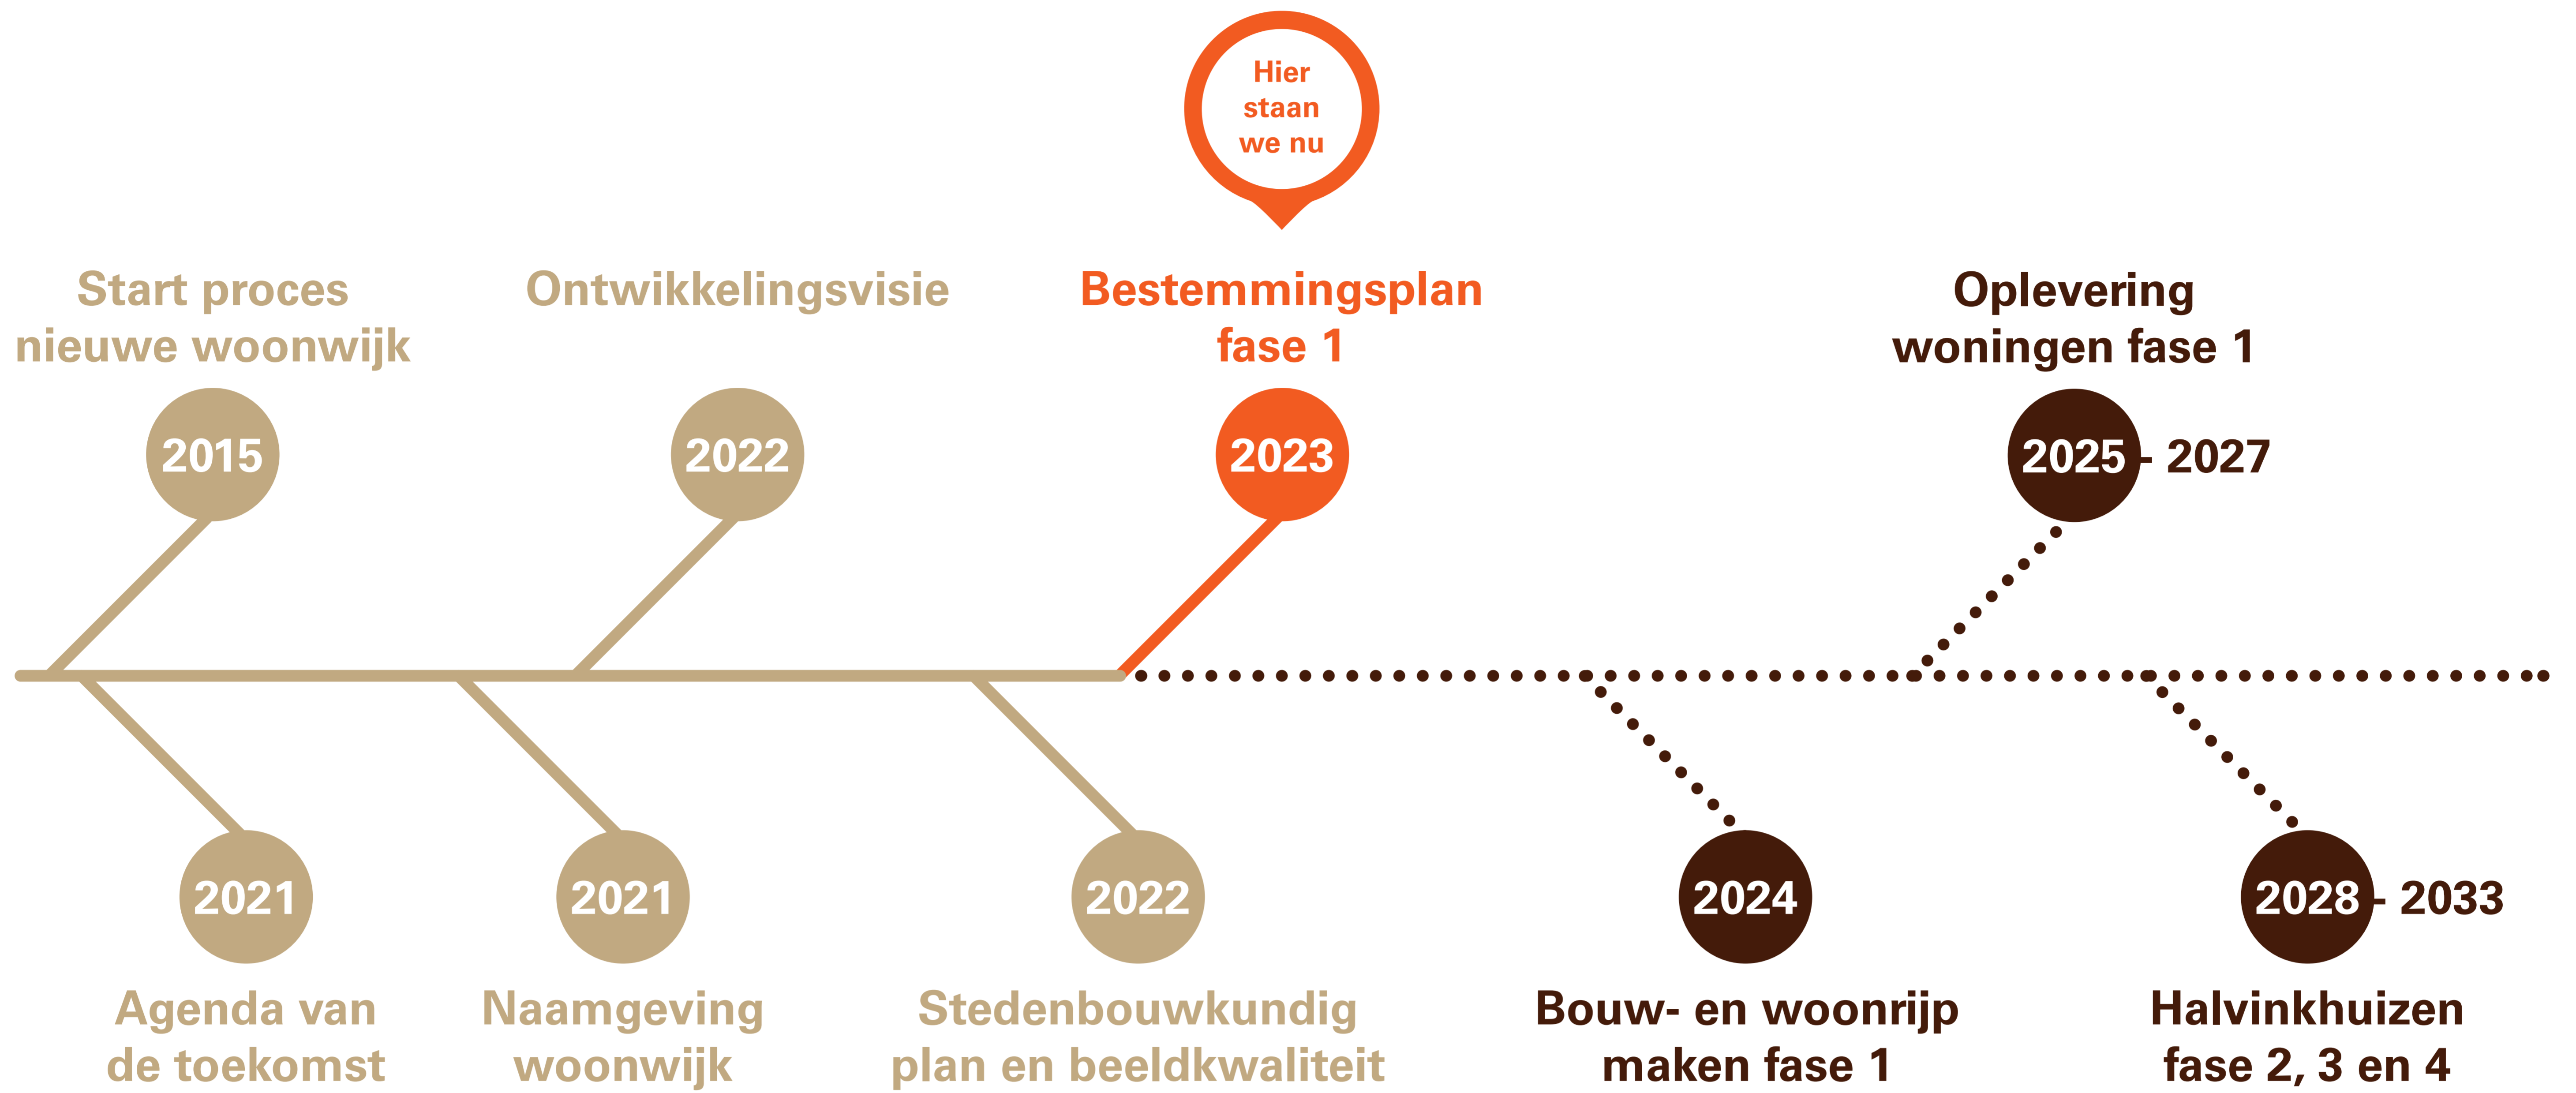 Hier
staan
we nu
Start proces
nieuwe woonwijk
2015
Ontwikkelingsvisie
2022
Bestemmingsplan
fase 1
2023
Oplevering
woningen fase 1
2025 - 2027
2021
Agenda van
de toekomst
2021
Naamgeving
woonwijk
2022
Stedenbouwkundig
plan en beeldkwaliteit
2024
Bouw- en woonrijp
maken fase 1
2028 - 2033
Halvinkhuizen
fase 2, 3 en 4